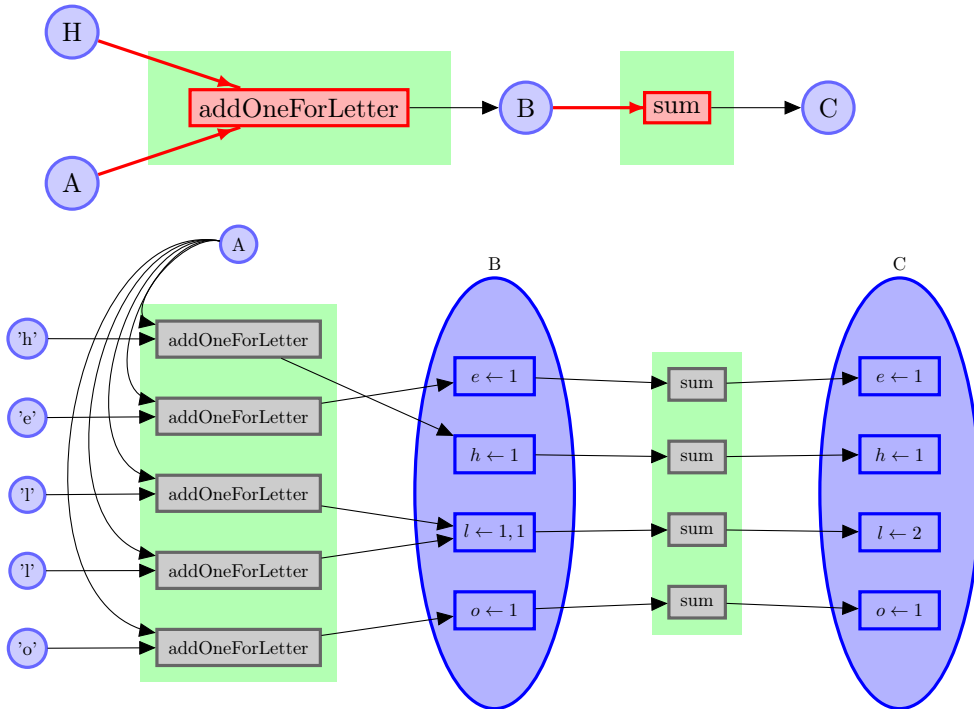 H
addOneForLetter
B
sum
C
A
A
B
C
'h'
addOneForLetter
e ← 1
sum
e ← 1
'e'
addOneForLetter
h ← 1
sum
h ← 1
'l'
addOneForLetter
l ← 1, 1
sum
l ← 2
'l'
addOneForLetter
o ← 1
sum
o ← 1
'o'
addOneForLetter